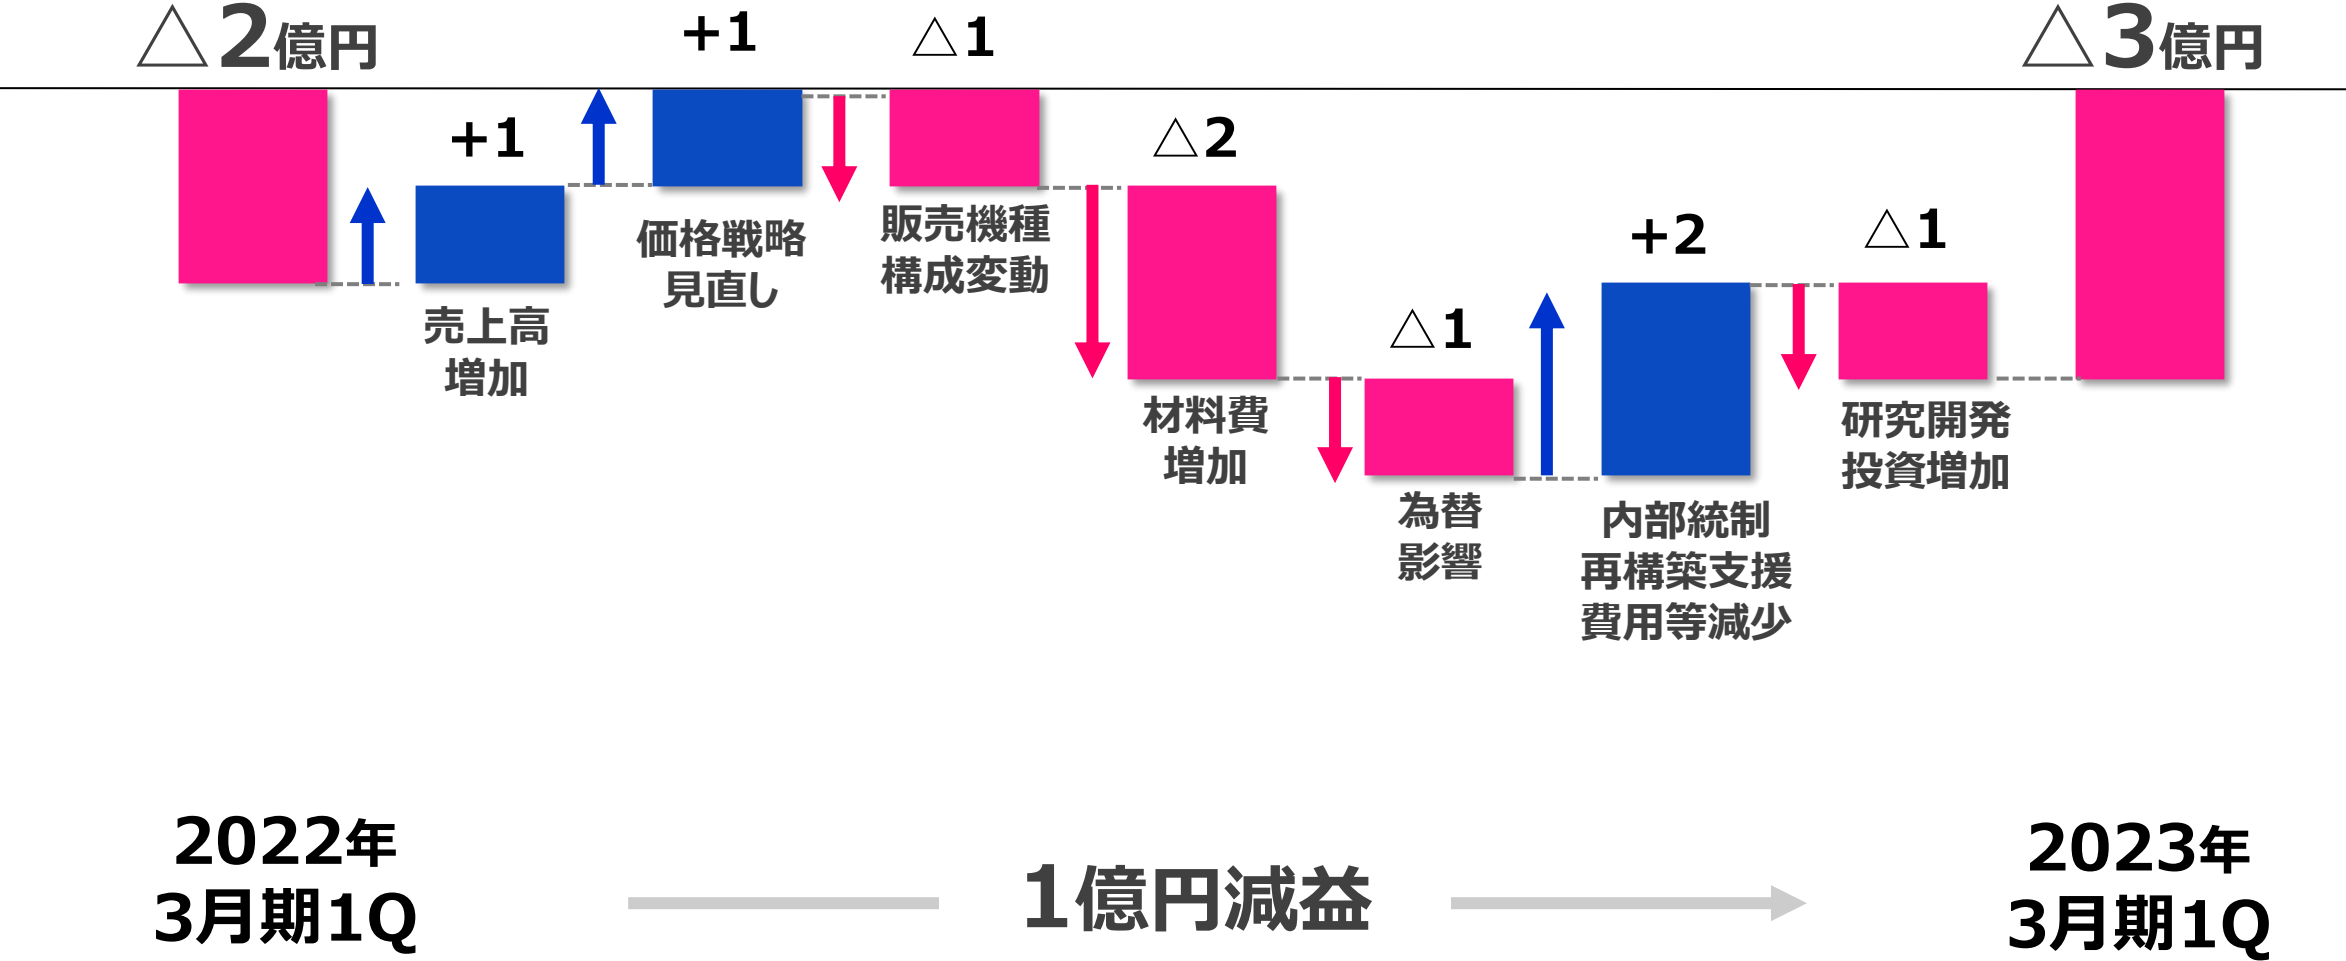 △2億円
+1
売上高
増加
+1
価格戦略
見直し
△1
販売機種
構成変動
△2
材料費
増加
△1
為替
影響
+2
内部統制
再構築支援
費用等減少
△1
研究開発
投資増加
△3億円
2022年
3月期1Q
1億円減益
2023年
3月期1Q